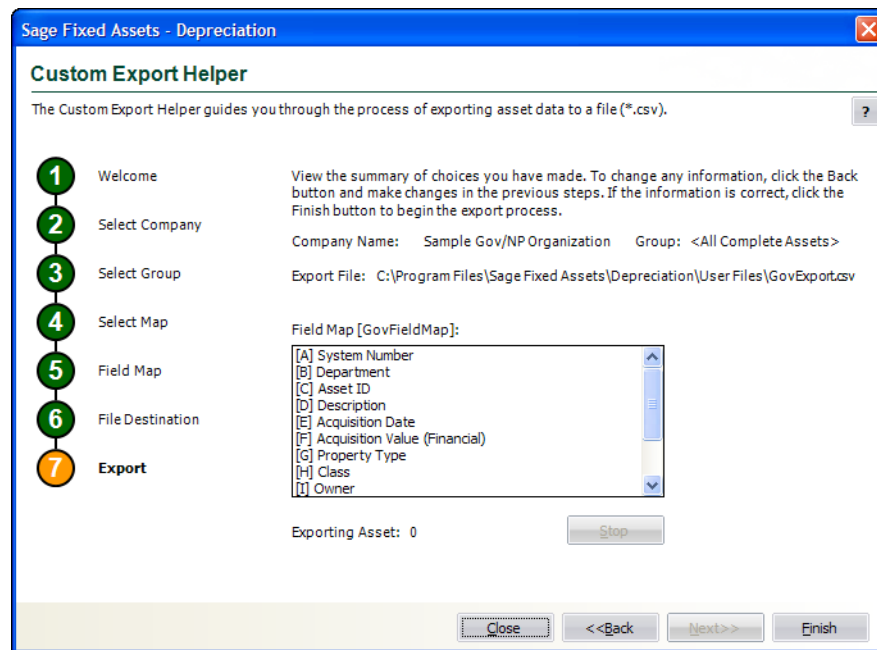 Sage Fixed Assets - Depreciation
Custom Export Helper
The Custom Export Helper guides you through the process of exporting asset data to a file (*.csv).
?
1 Welcome
2 Select Company
3 Select Group
4 Select Map
5 Field Map
6 File Destination
7 Export
View the summary of choices you have made. To change any information, click the Back
button and make changes in the previous steps. If the information is correct, click the
Finish button to begin the export process.
Company Name: Sample Gov/NP Organization Group: <All Complete Assets>
Export File: C:\Program Files\Sage Fixed Assets\Depreciation\User Files\GovExport.csv
Field Map [GovFieldMap]:
[A] System Number
[B] Department
[C] Asset ID
[D] Description
[E] Acquisition Date
[F] Acquisition Value (Financial)
[G] Property Type
[H] Class
[I] Owner
Exporting Asset: 0 Stop
Close <<Back Next>> Finish